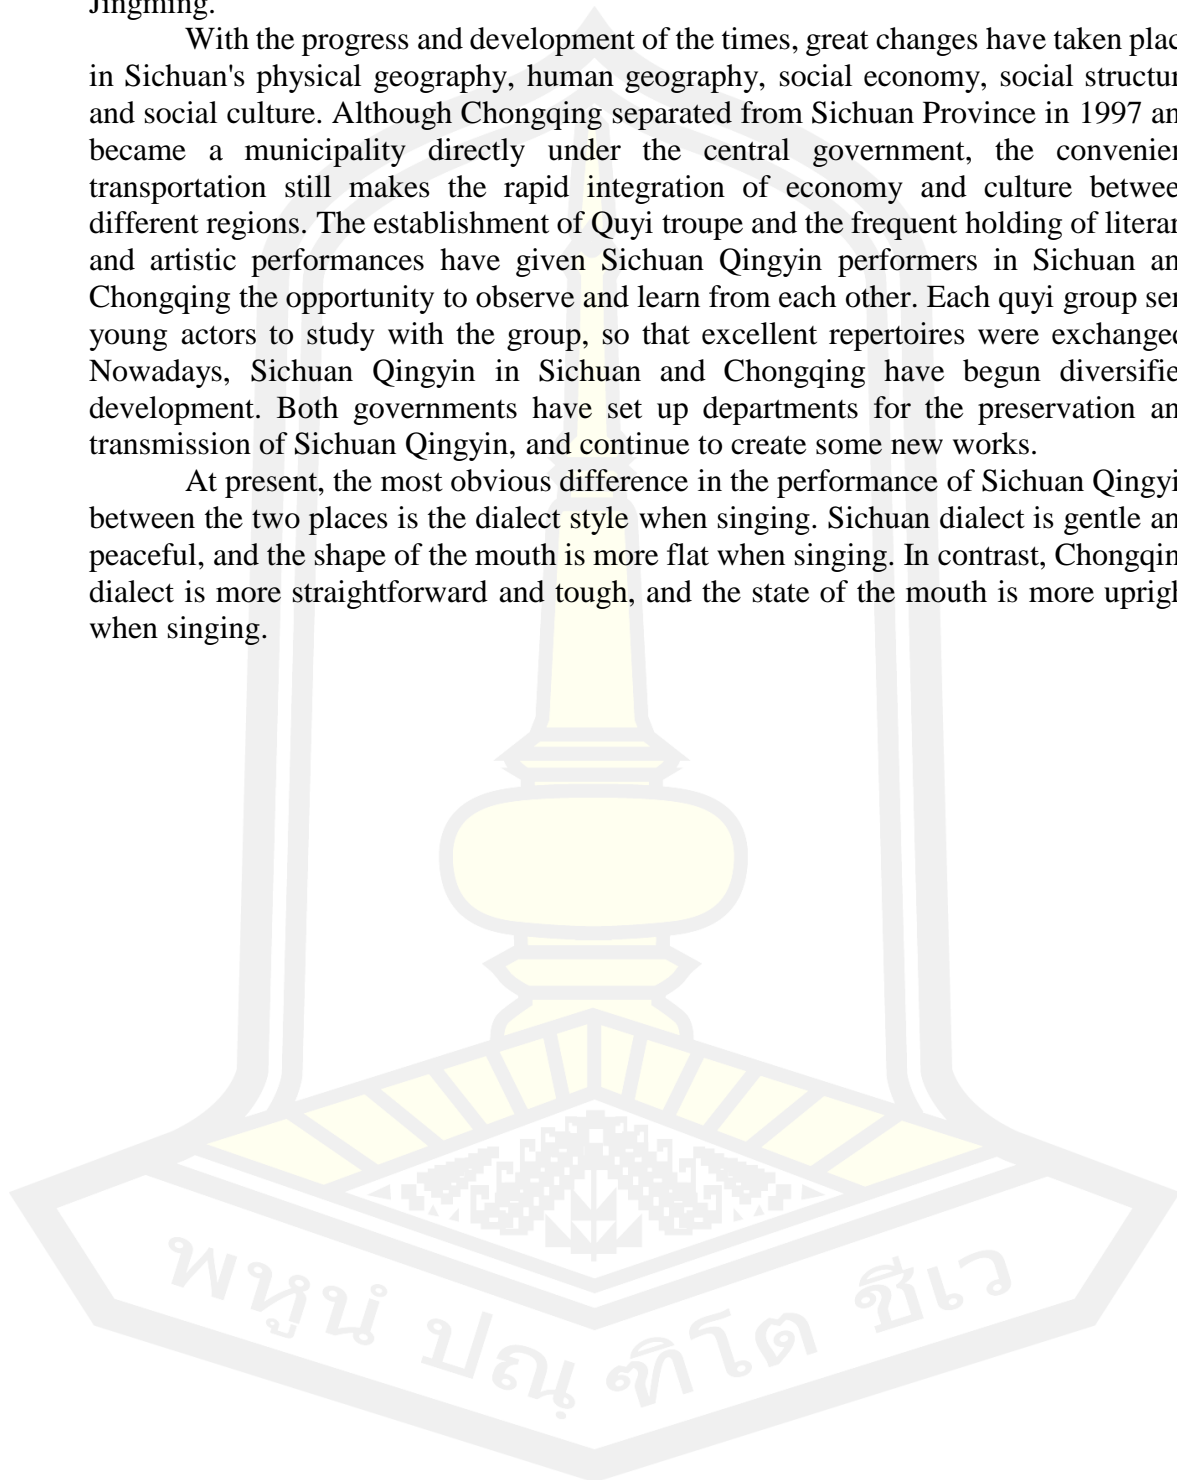 Jingming.
With the progress and development of the times, great changes have taken plac
in Sichuan's physical geography, human geography, social economy, social structur
and social culture. Although Chongqing separated from Sichuan Province in 1997 an
became a municipality directly under the central government, the convenien
transportation still makes the rapid integration of economy and culture betwee
different regions. The establishment of Quyi troupe and the frequent holding of literar
and artistic performances have given Sichuan Qingyin performers in Sichuan an
Chongqing the opportunity to observe and learn from each other. Each quyi group sen
young actors to study with the group, so that excellent repertoires were exchanged
Nowadays, Sichuan Qingyin in Sichuan and Chongqing have begun diversifie
development. Both governments have set up departments for the preservation an
transmission of Sichuan Qingyin, and continue to create some new works.
At present, the most obvious difference in the performance of Sichuan Qingyi
between the two places is the dialect style when singing. Sichuan dialect is gentle an
peaceful, and the shape of the mouth is more flat when singing. In contrast, Chongqin
dialect is more straightforward and tough, and the state of the mouth is more uprigh
when singing.
พหูนํ ปณฺฑิโต ชีเว